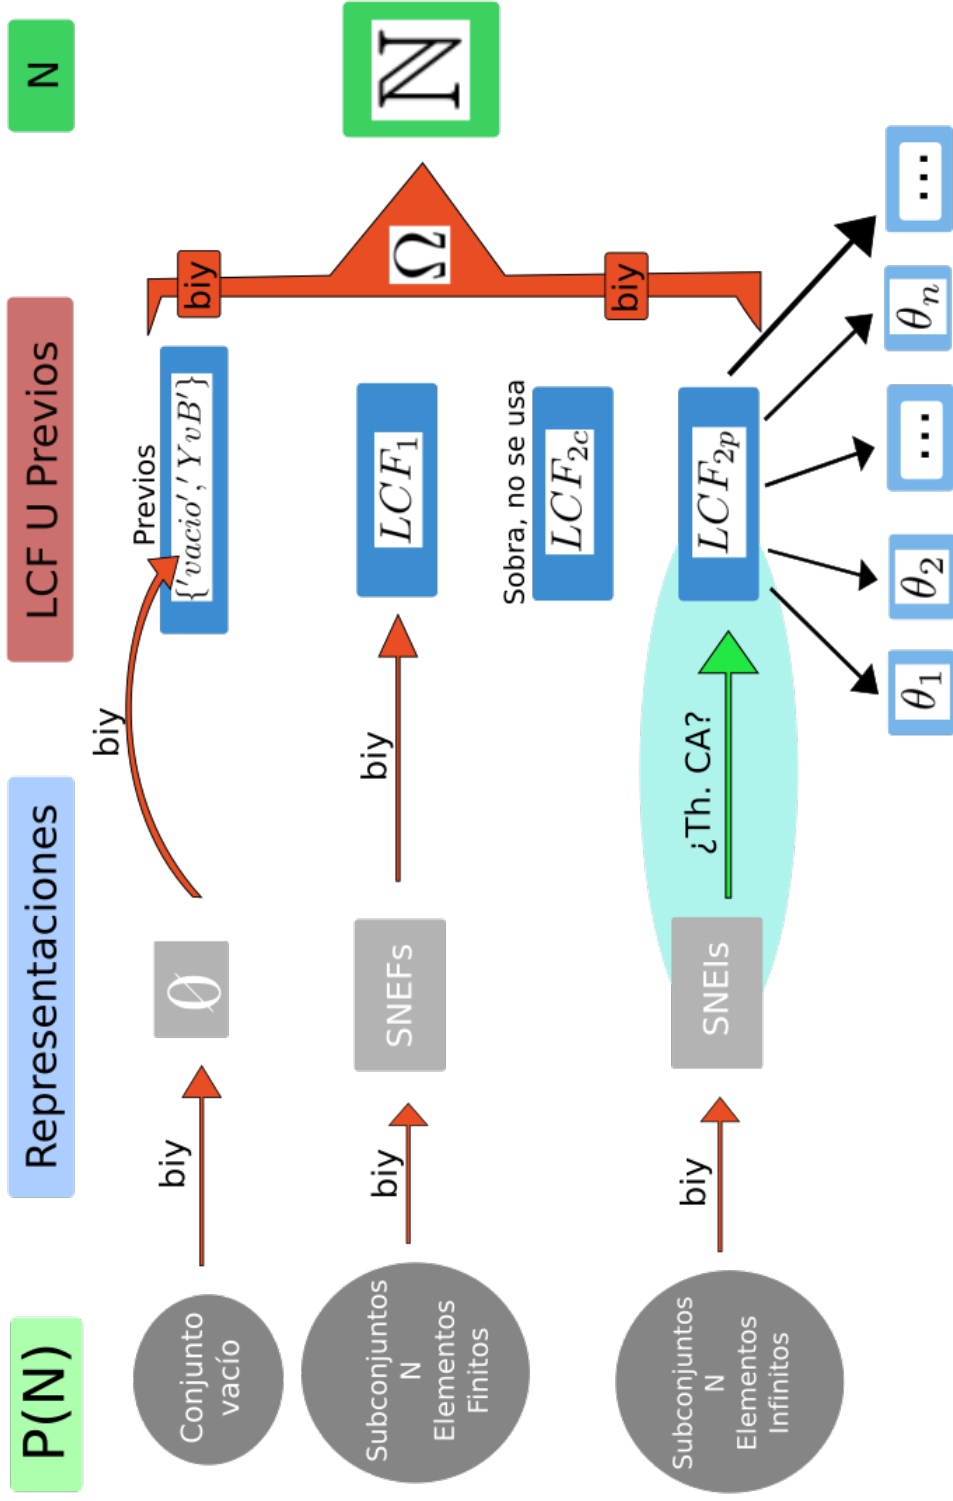 P(N)
Representaciones
LCF U Previos
N
Conjunto
vacío
biy
Ø
biy
Previos
{'vacio',' Y v B'}
biy
Subconjuntos
N
Elementos
Finitos
biy
SNEFs
biy
LCF₁
Ω
ℕ
Sobra, no se usa
LCF₂c
biy
Subconjuntos
N
Elementos
Infinitos
biy
SNEIs
¿Th. CA?
LCF₂p
θ₁
θ₂
...
θn
...